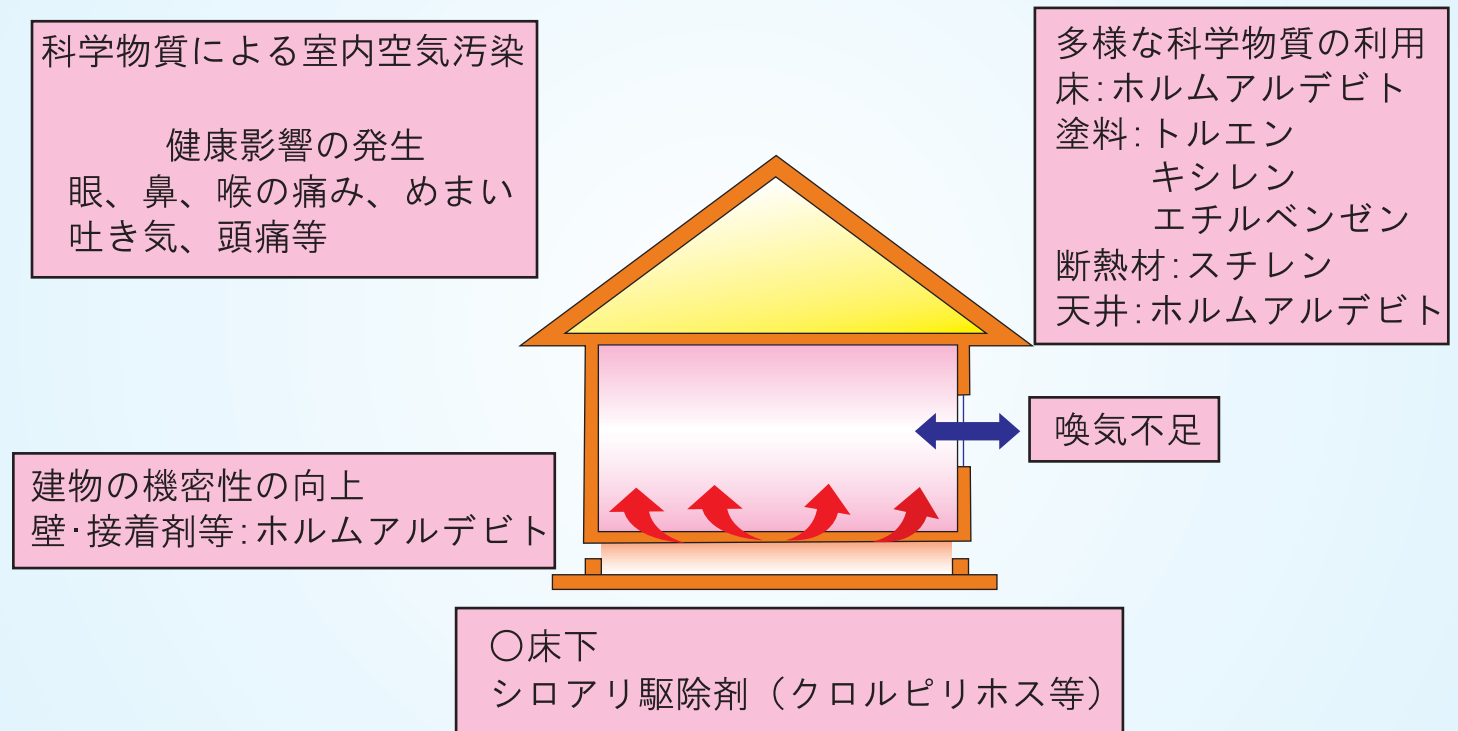 科学物質による室内空気汚染
健康影響の発生
眼、鼻、喉の痛み、めまい
吐き気、頭痛等
多様な科学物質の利用
床:ホルムアルデビト
塗料:トルエン
キシレン
エチルベンゼン
断熱材:スチレン
天井:ホルムアルデビト
喚気不足
建物の機密性の向上
壁・接着剤等:ホルムアルデビト
○床下
シロアリ駆除剤（クロルピリホス等）